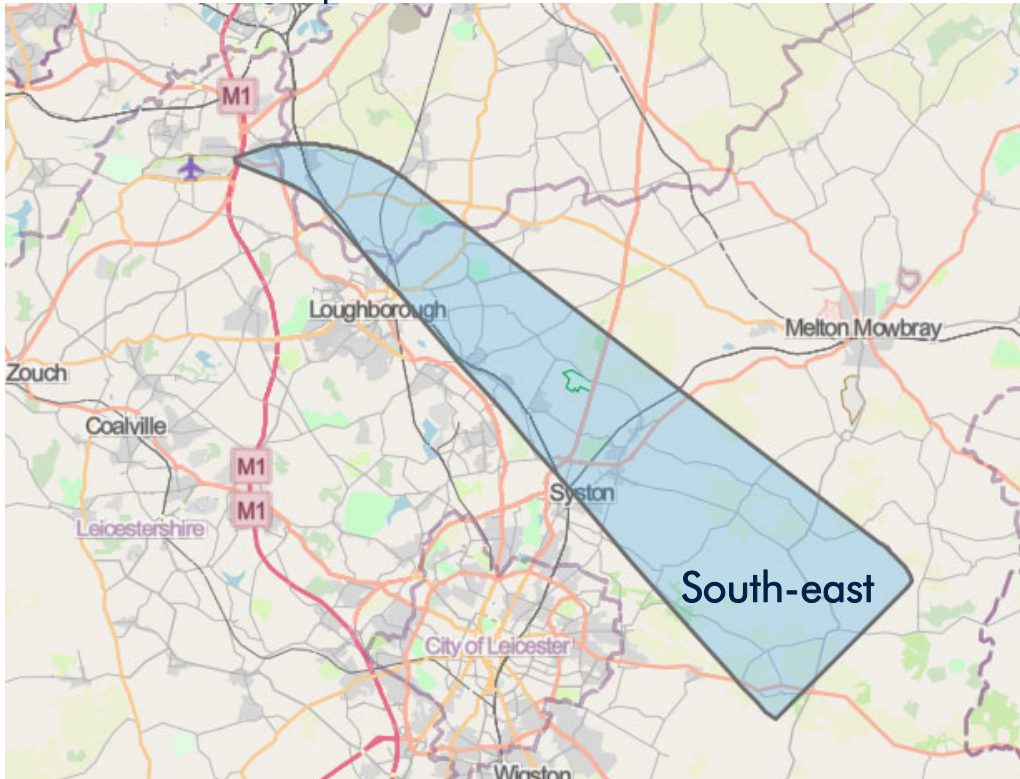 M1
Loughborough
Melton Mowbray
Zouch
Coalville
M1
M1
Syston
Leicestershire
South-east
City of Leicester
Wigston